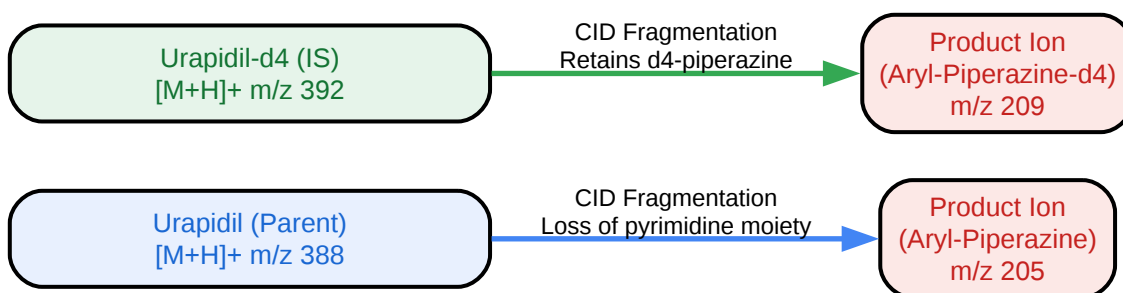 Urapidil-d4 (IS)
[M+H]+ m/z 392
CID Fragmentation
Retains d4-piperazine
Product Ion
(Aryl-Piperazine-d4)
m/z 209
Urapidil (Parent)
[M+H]+ m/z 388
CID Fragmentation
Loss of pyrimidine moiety
Product Ion
(Aryl-Piperazine)
m/z 205